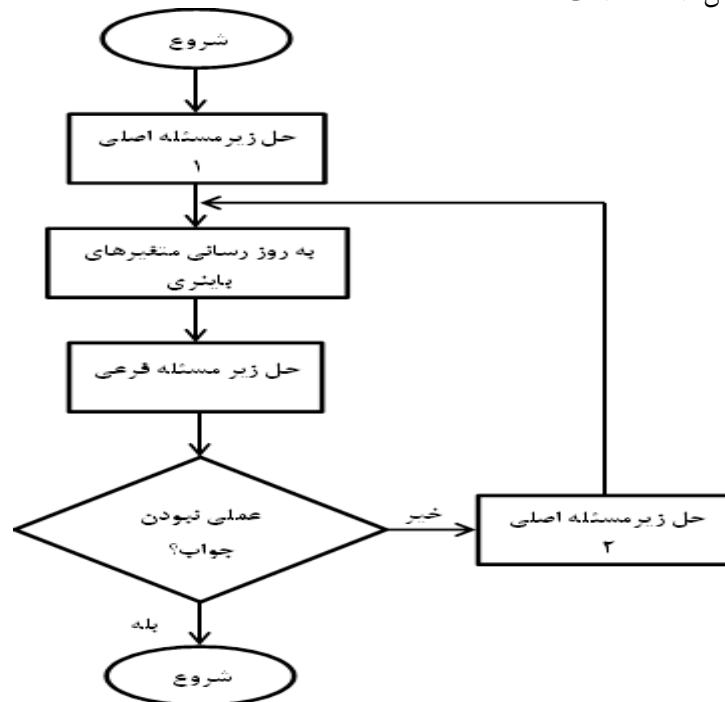 شروع
حل زیرمسئله اصلی
۱
به روز رسانی متغیرهای
باینری
حل زیر مسئله فرعی
عملی نبودن
جواب؟
خیر
حل زیرمسئله اصلی
۲
بله
شروع